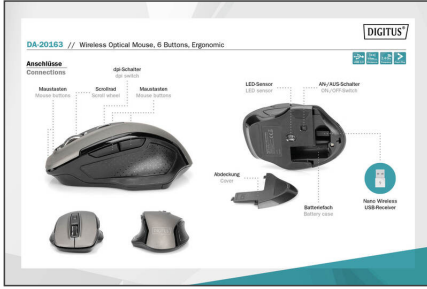 DIGITUS®
DA-20163 // Wireless Optical Mouse, 6 Buttons, Ergonomic
Anschlüsse
Connections
dpi-Schalter
dpi switch
Maustasten
Mouse buttons
Scrollrad
Scroll wheel
Maustasten
Mouse buttons
LED-Sensor
LED sensor
AN-/AUS-Schalter
ON-/OFF-Switch
Abdeckung
Cover
Batteriefach
Battery case
Nano Wireless
USB-Receiver